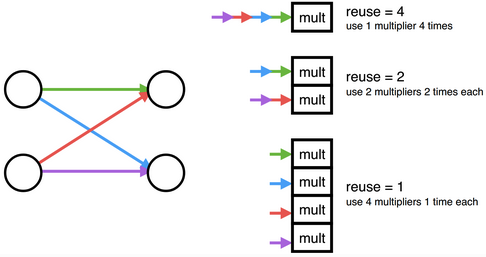 mult
reuse = 4
use 1 multiplier 4 times
mult
mult
reuse = 2
use 2 multipliers 2 times each
mult
mult
mult
mult
reuse = 1
use 4 multipliers 1 time each